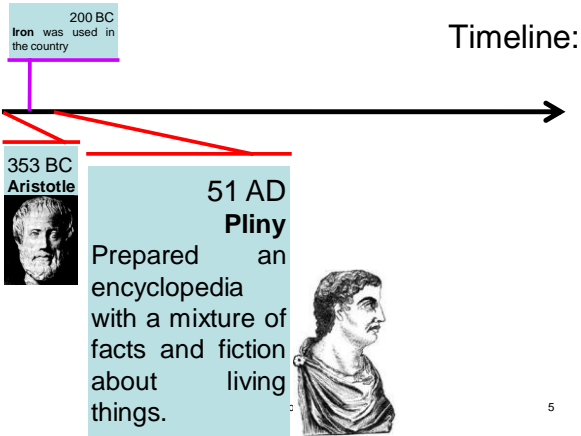 200 BC
Iron was used in
the country
Timeline:
353 BC
Aristotle
51 AD
Pliny
Prepared an
encyclopedia
with a mixture of
facts and fiction
about living
things.
5